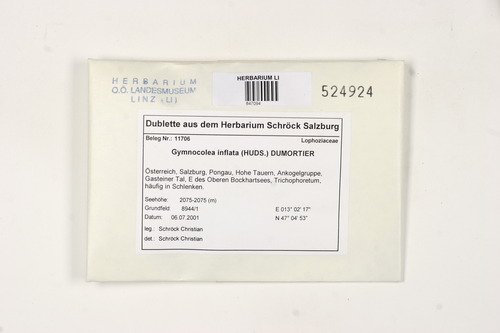 HERBARIUM
O.Ö. LANDESMUSEUM
LINZ (LI)
HERBARIUM LI
847094
524924
Dublette aus dem Herbarium Schröck Salzburg
Beleg Nr.: 11706 Lophoziaceae
Gymnocolea inflata (HUDS.) DUMORTIER
Österreich, Salzburg, Pongau, Hohe Tauern, Ankogelgruppe,
Gasteiner Tal, E des Oberen Bockhartsees, Trichophoretum,
häufig in Schlenken.
Seehöhe: 2075-2075 (m)
Grundfeld: 8944/1 E 013° 02' 17"
Datum: 06.07.2001 N 47° 04' 53"
leg.: Schröck Christian
det.: Schröck Christian